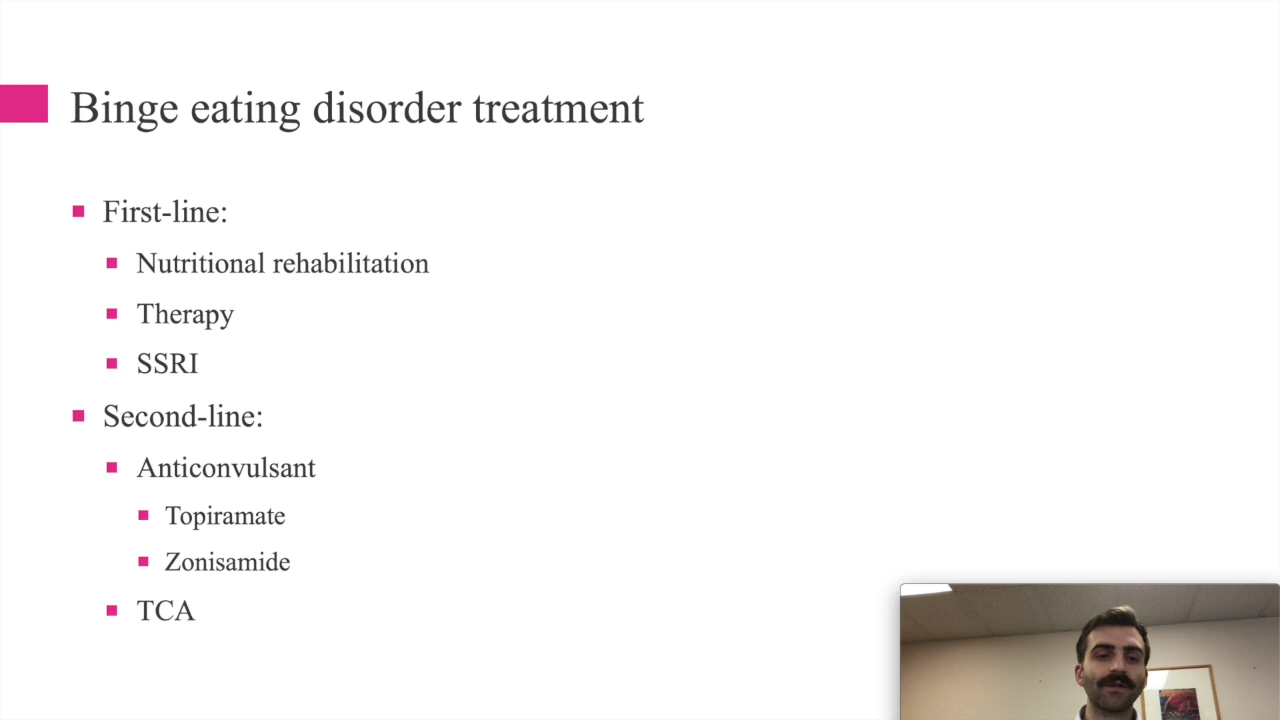 Binge eating disorder treatment
First-line:
Nutritional rehabilitation
Therapy
SSRI
Second-line:
Anticonvulsant
Topiramate
Zonisamide
TCA